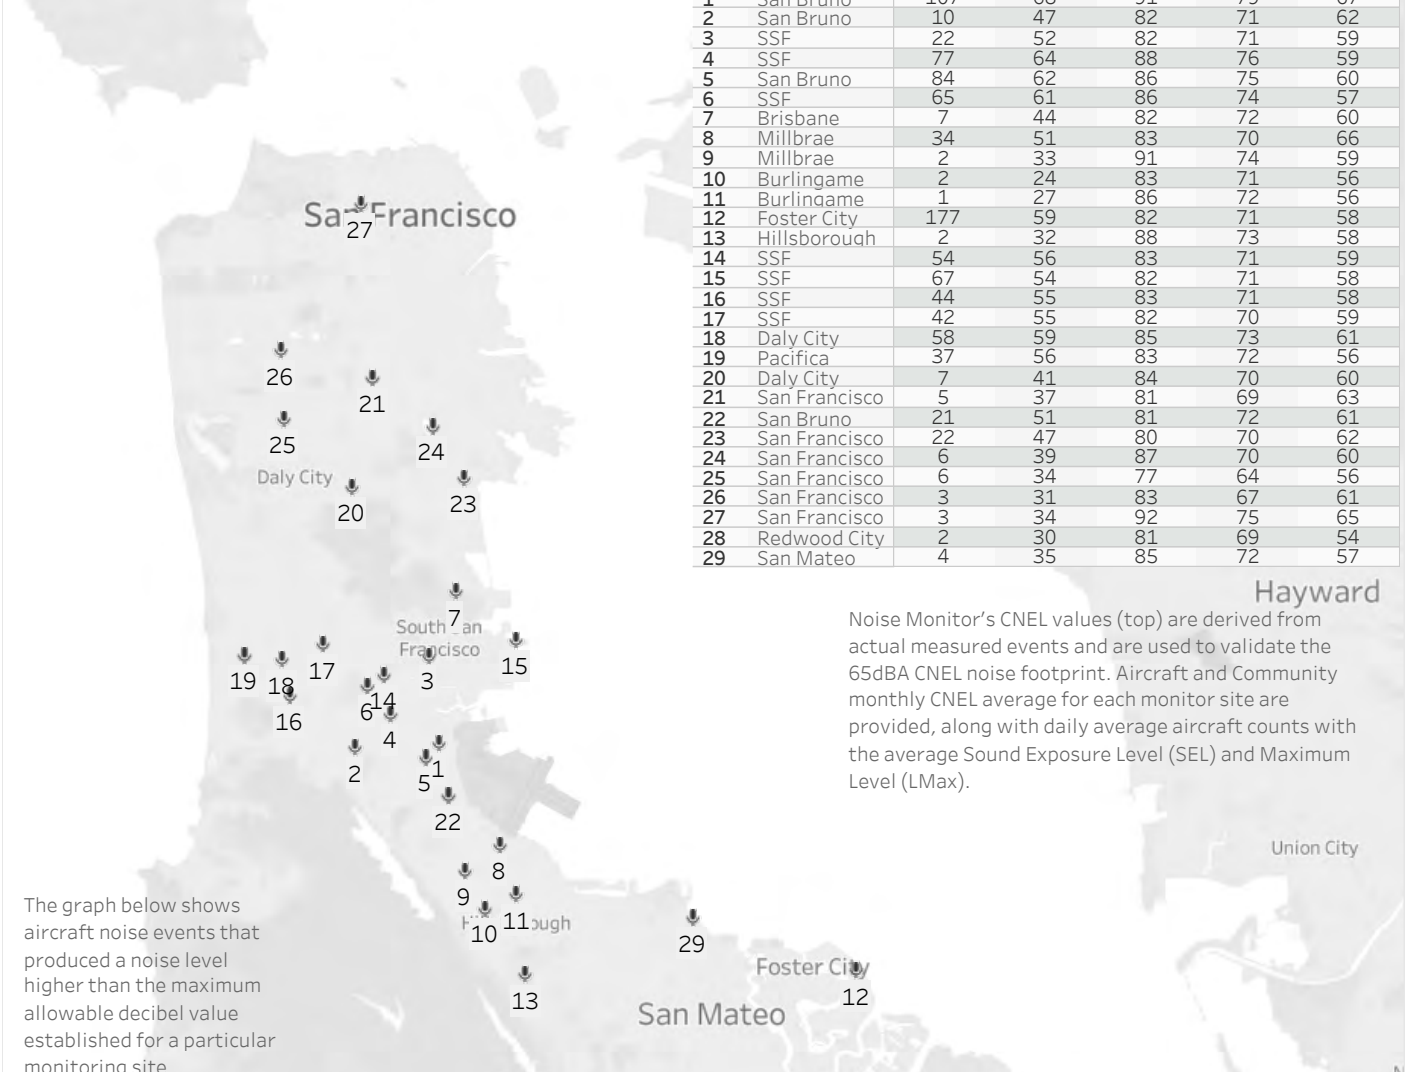 2 San Bruno 10 47 82 71 62
3 SSF 22 52 82 71 59
4 SSF 77 64 88 76 59
5 San Bruno 84 62 86 75 60
6 SSF 65 61 86 74 57
7 Brisbane 7 44 82 72 60
8 Millbrae 34 51 83 70 66
9 Millbrae 2 33 91 74 59
10 Burlingame 2 24 83 71 56
11 Burlingame 1 27 86 72 56
12 Foster City 177 59 82 71 58
13 Hillsborough 2 32 88 73 58
14 SSF 54 56 83 71 59
15 SSF 67 54 82 71 58
16 SSF 44 55 83 71 58
17 SSF 42 55 82 70 59
18 Daly City 58 59 85 73 61
19 Pacifica 37 56 83 72 56
20 Daly City 7 41 84 70 60
21 San Francisco 5 37 81 69 63
22 San Bruno 21 51 81 72 61
23 San Francisco 22 47 80 70 62
24 San Francisco 6 39 87 70 60
25 San Francisco 6 34 77 64 56
26 San Francisco 3 31 83 67 61
27 San Francisco 3 34 92 75 65
28 Redwood City 2 30 81 69 54
29 San Mateo 4 35 85 72 57
San Francisco
27
26
21
25
24
Daly City
23
20
7
South San
Francisco
15
17
3
19
18
14
6
16
4
1
2
5
22
8
9
11
10
29
Foster City
13
12
San Mateo
Hayward
Noise Monitor's CNEL values (top) are derived from
actual measured events and are used to validate the
65dBA CNEL noise footprint. Aircraft and Community
monthly CNEL average for each monitor site are
provided, along with daily average aircraft counts with
the average Sound Exposure Level (SEL) and Maximum
Level (LMax).
Union City
The graph below shows
aircraft noise events that
produced a noise level
higher than the maximum
allowable decibel value
established for a particular
monitoring site